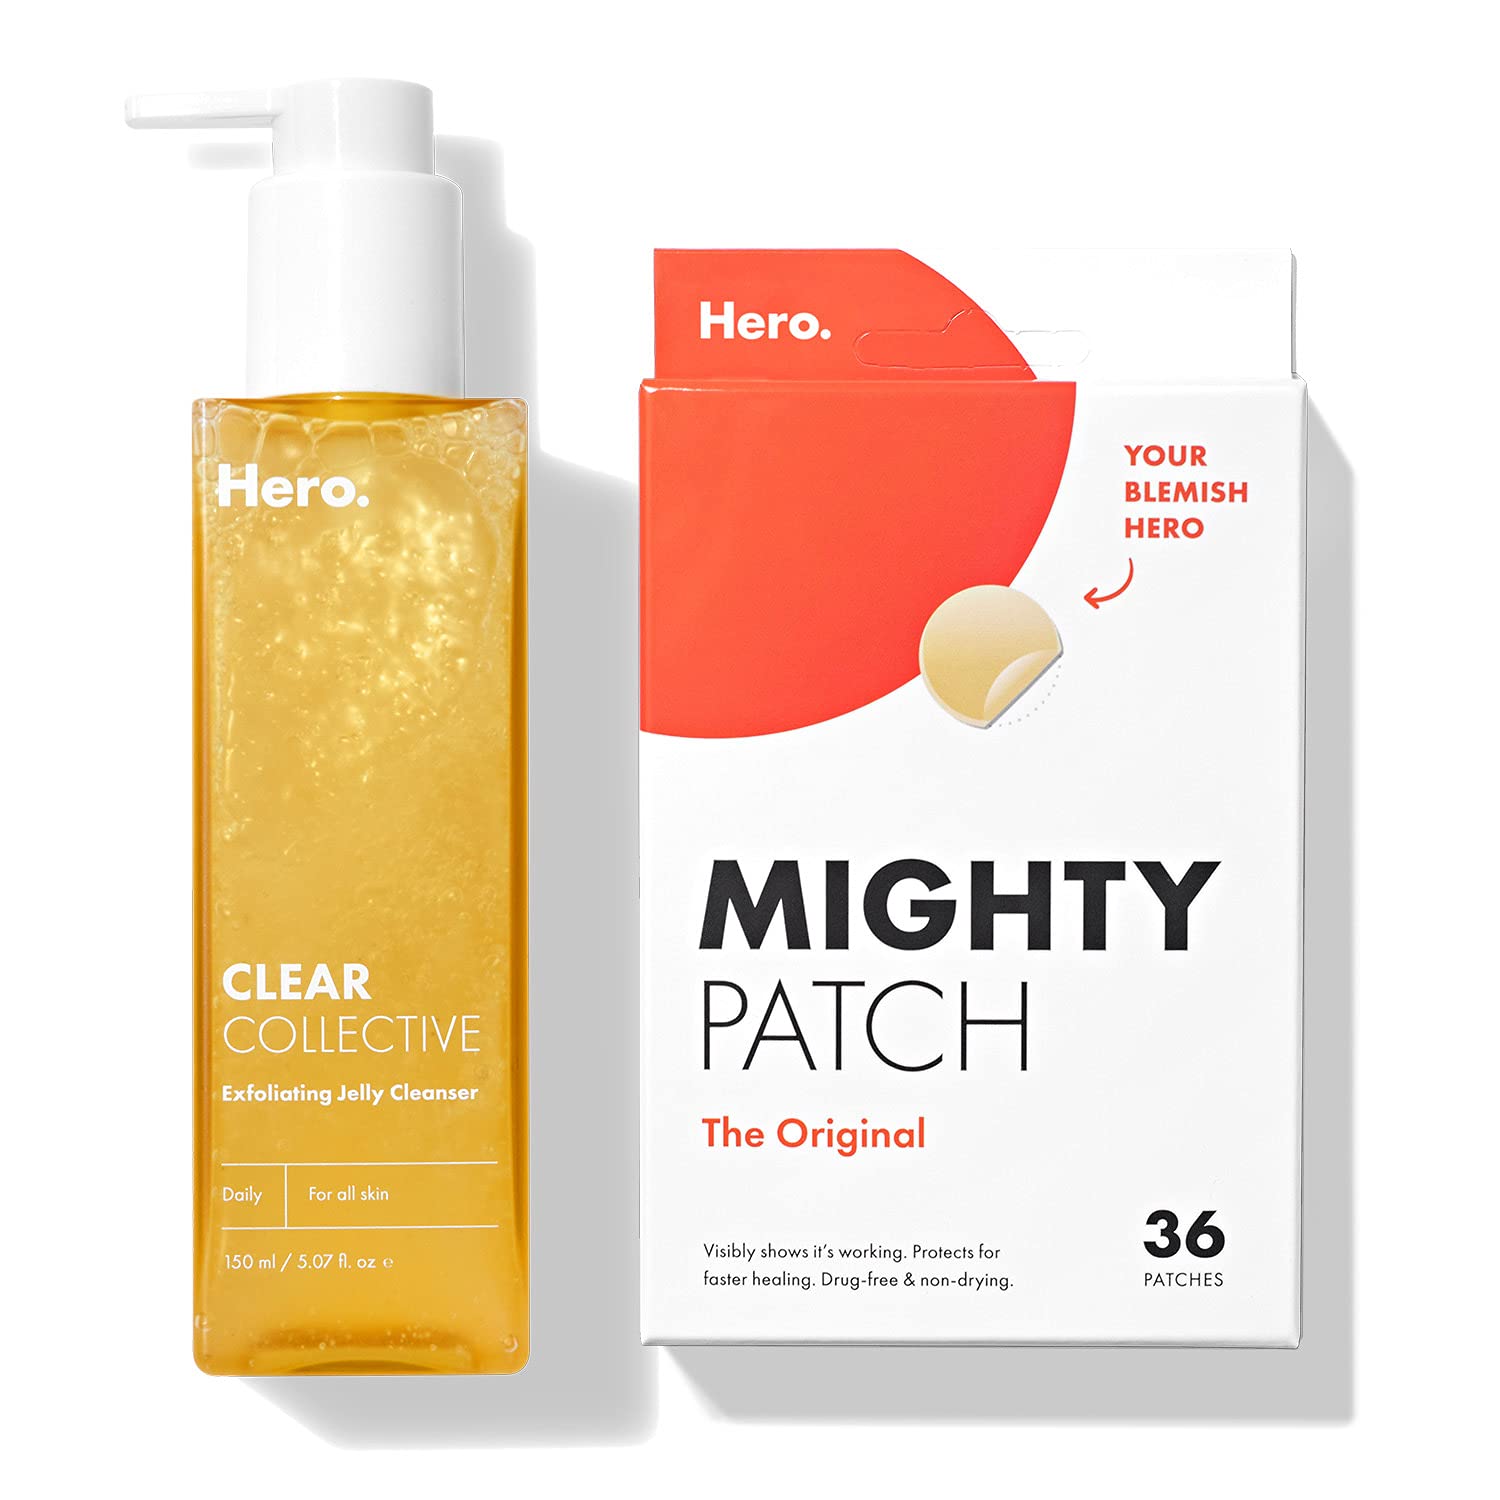 Hero.
CLEAR
COLLECTIVE
Exfoliating Jelly Cleanser
Daily
For all skin
150 ml / 5.07 fl. oz ℮
Hero.
YOUR
BLEMISH
HERO
MIGHTY
PATCH
The Original
Visibly shows it's working. Protects for
faster healing. Drug-free & non-drying.
36
PATCHES